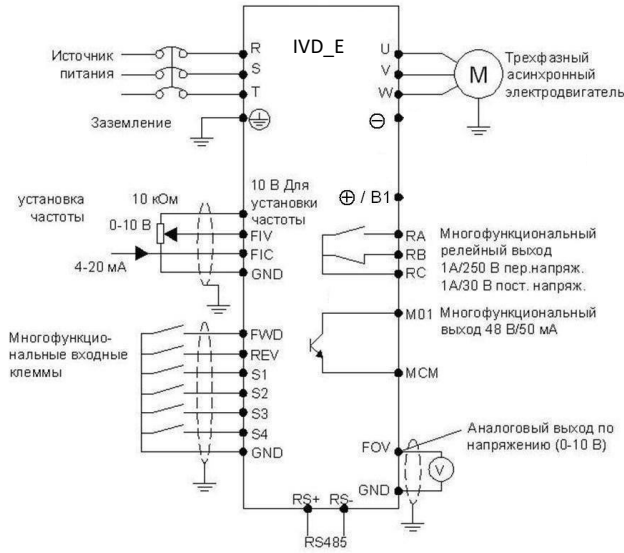 IVD_E
Источник
питания
R
S
T
Заземление
U
V
W
M
Трехфазный
асинхронный
электродвигатель
⊖
⊕ / B1
установка
частоты
10 кОм
0-10 В
4-20 мА
10 В Для
установки
частоты
FIV
FIC
GND
RA
RB
RC
Многофункциональный
релейный выход
1А/250 В пер.напряж.
1А/30 В пост. напряж.
Многофункцио-
нальные входные
клеммы
FWD
REV
S1
S2
S3
S4
GND
M01
MCM
Многофункциональный
выход 48 В/50 мА
FOV
GND
V
Аналоговый выход по
напряжению (0-10 В)
RS+ RS-
RS485